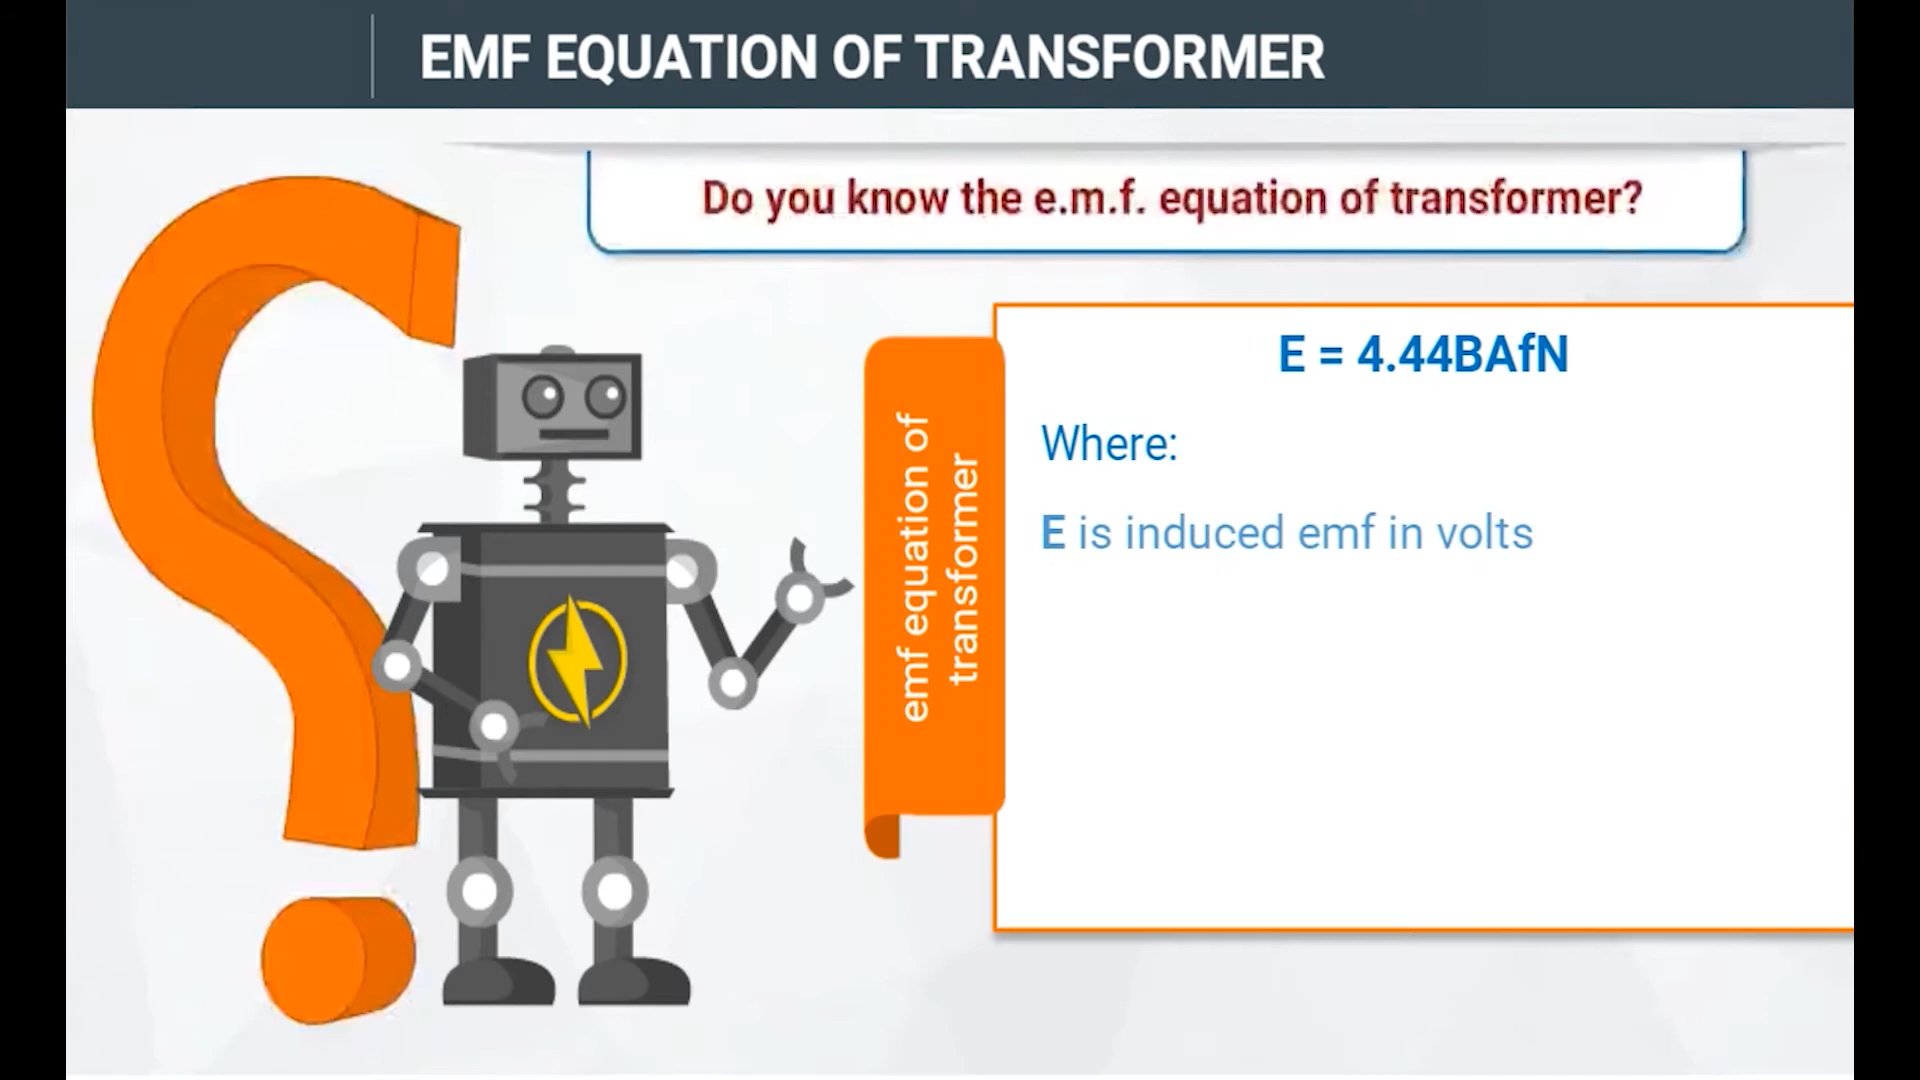 EMF EQUATION OF TRANSFORMER
Do you know the e.m.f. equation of transformer?
emf equation of
transformer
E = 4.44BAfN
Where:
E is induced emf in volts